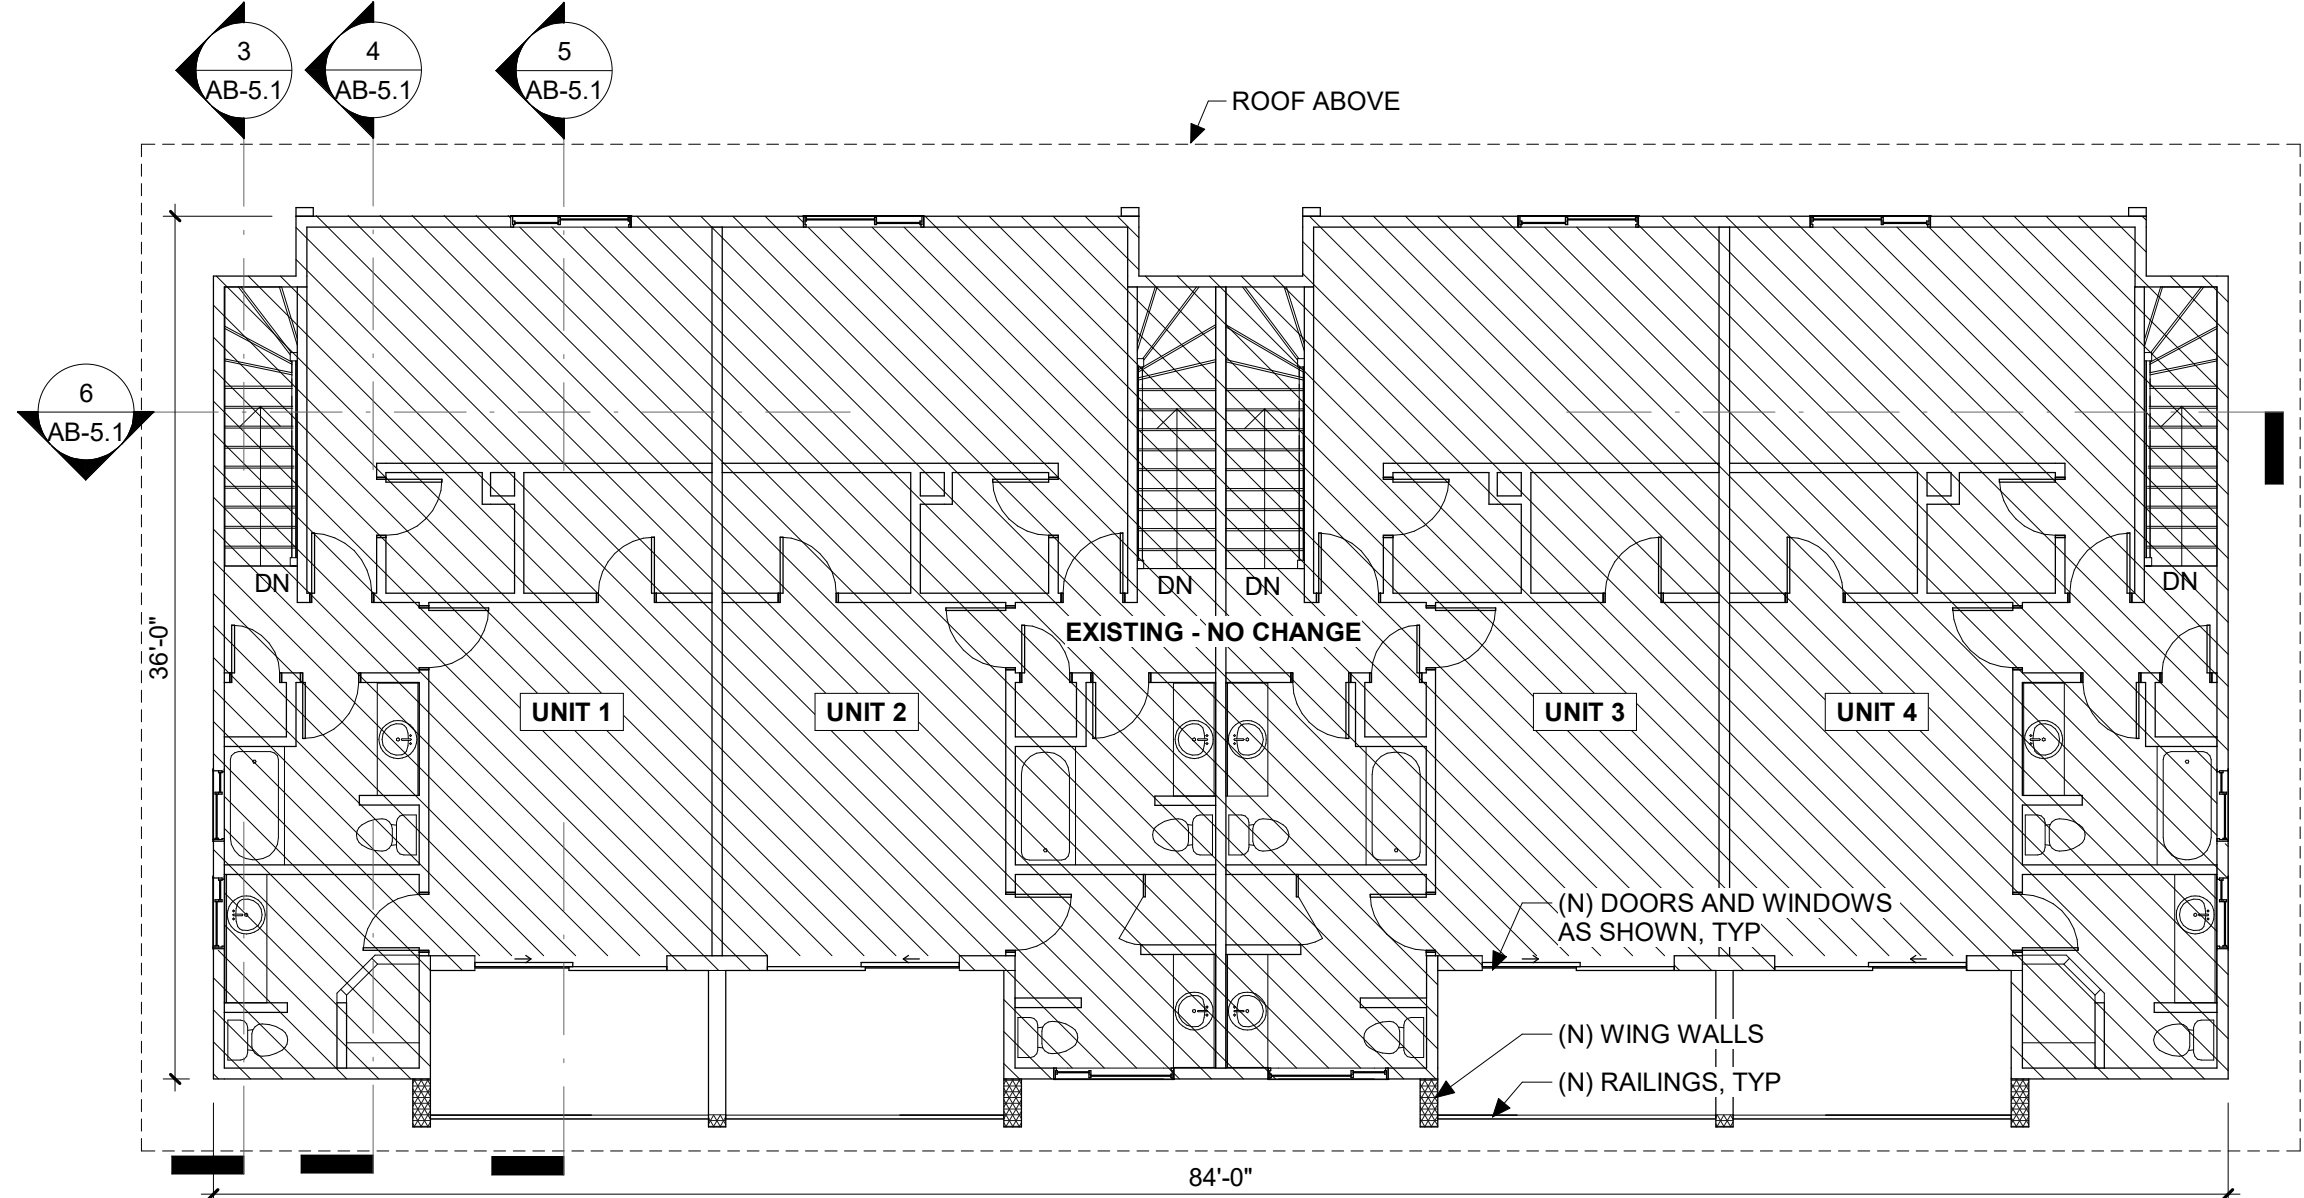 3
AB-5.1
4
AB-5.1
5
AB-5.1
ROOF ABOVE
6
AB-5.1
DN
DN
DN
DN
36'-0"
EXISTING - NO CHANGE
UNIT 1
UNIT 2
UNIT 3
UNIT 4
(N) DOORS AND WINDOWS
AS SHOWN, TYP
(N) WING WALLS
(N) RAILINGS, TYP
84'-0"